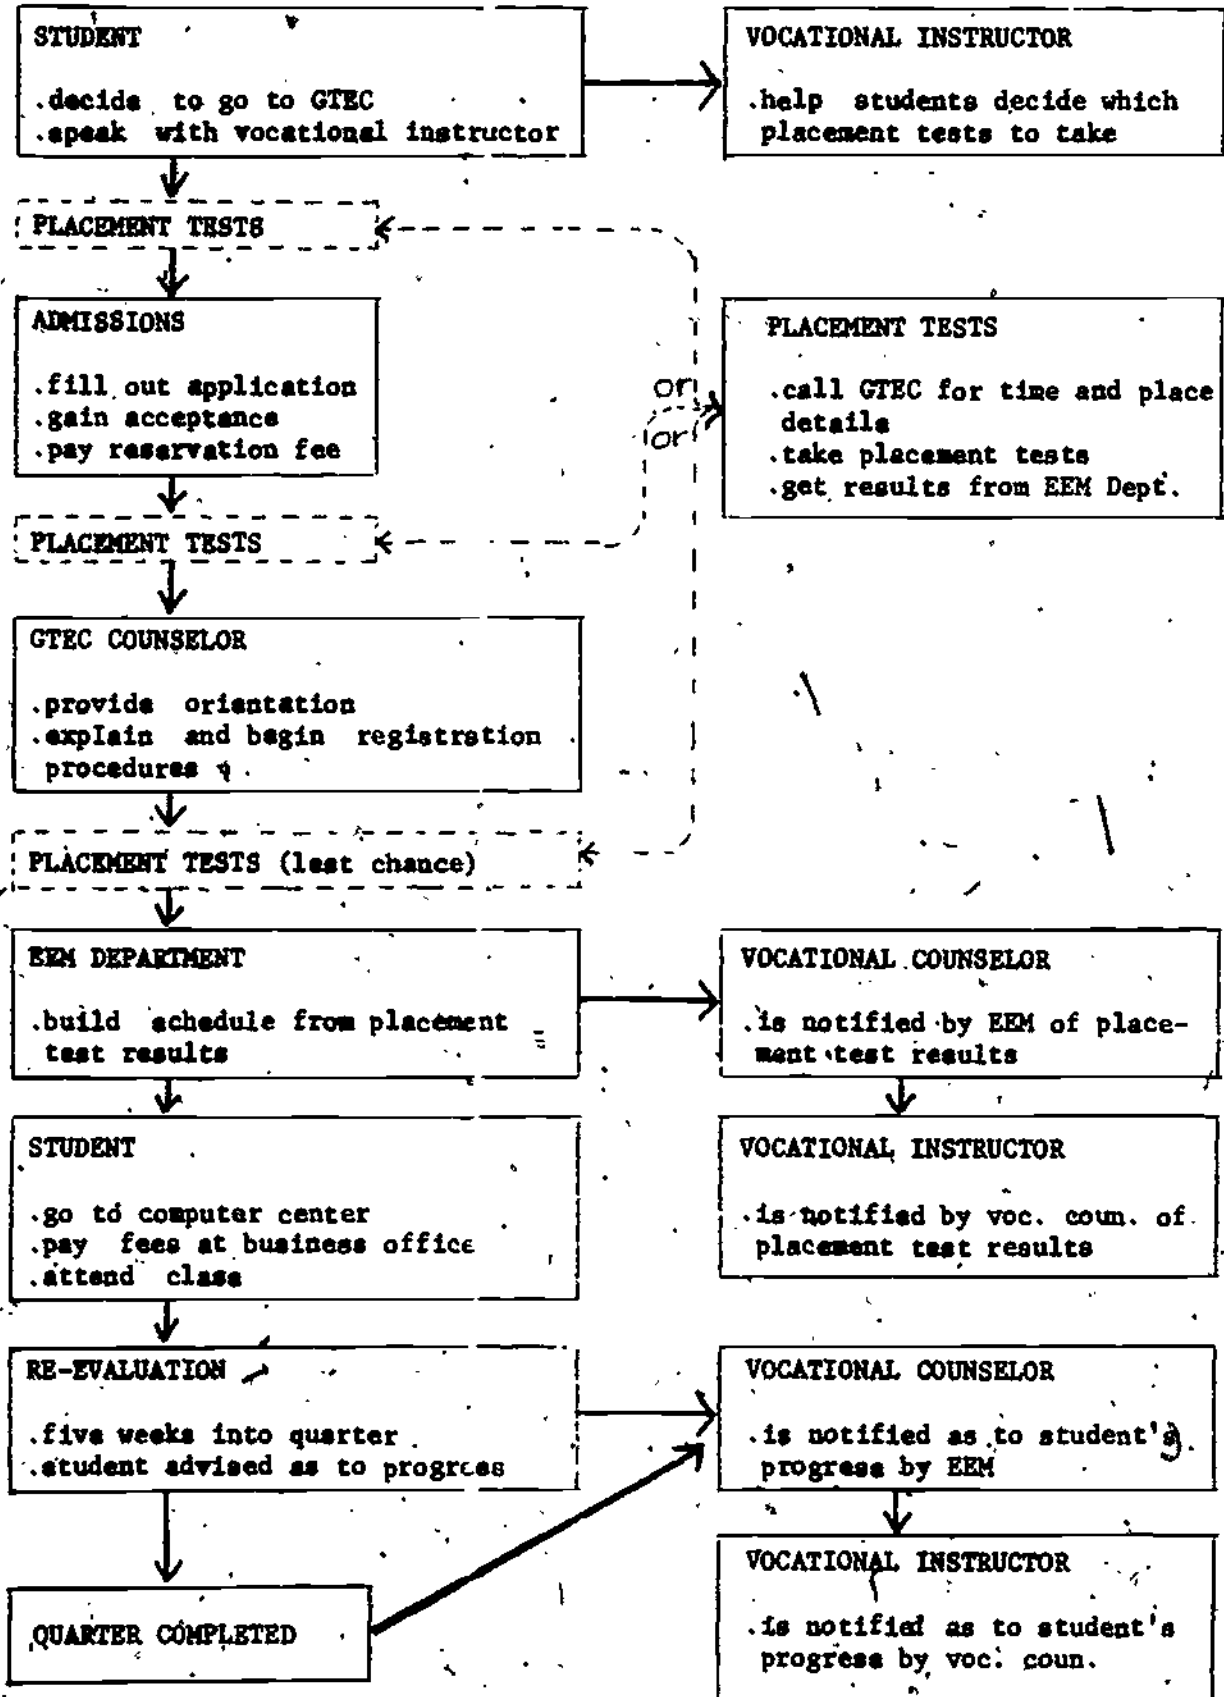 STUDENT
.decide to go to GTEC
.speak with vocational instructor
VOCATIONAL INSTRUCTOR
.help students decide which
placement tests to take
PLACEMENT TESTS
ADMISSIONS
.fill out application
.gain acceptance
.pay reservation fee
or
or
PLACEMENT TESTS
.call GTEC for time and place
details
.take placement tests
.get results from EEM Dept.
PLACEMENT TESTS
GTEC COUNSELOR
.provide orientation
.explain and begin registration
procedures
PLACEMENT TESTS (last chance)
EEM DEPARTMENT
.build schedule from placement
test results
VOCATIONAL COUNSELOR
.is notified by EEM of place-
ment test results
STUDENT
.go to computer center
.pay fees at business office
.attend class
VOCATIONAL INSTRUCTOR
.is notified by voc. coun. of
placement test results
RE-EVALUATION
.five weeks into quarter
.student advised as to progress
VOCATIONAL COUNSELOR
.is notified as to student's
progress by EEM
QUARTER COMPLETED
VOCATIONAL INSTRUCTOR
.is notified as to student's
progress by voc. coun.